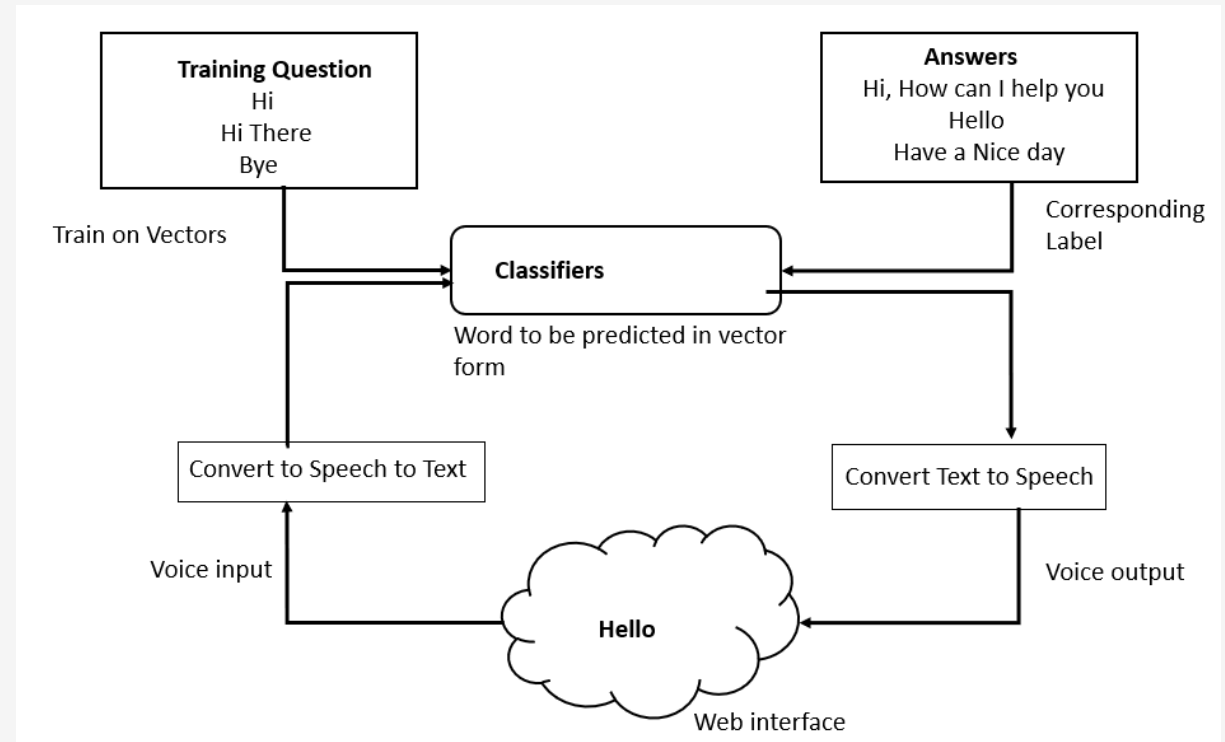 Training Question
Hi
Hi There
Bye
Answers
Hi, How can I help you
Hello
Have a Nice day
Train on Vectors
Corresponding
Label
Classifiers
Word to be predicted in vector
form
Convert to Speech to Text
Convert Text to Speech
Voice input
Voice output
Hello
Web interface